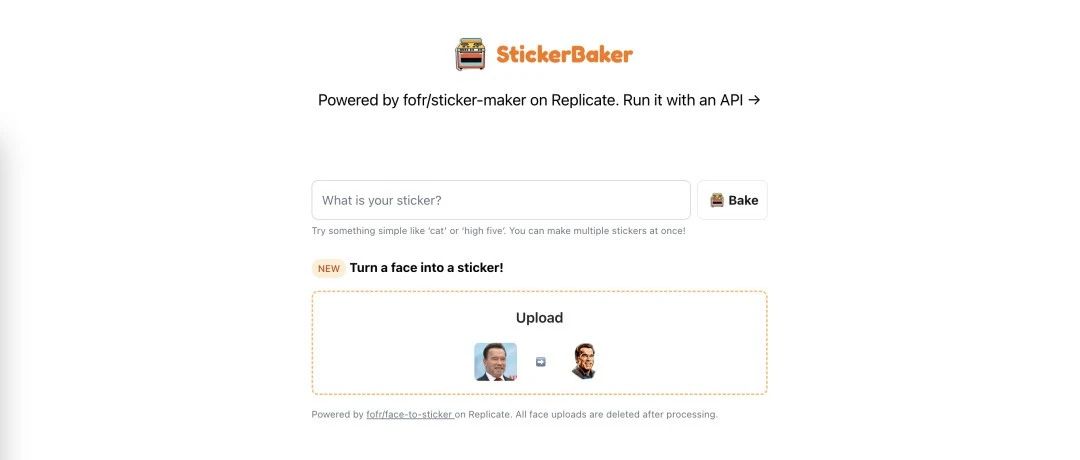 StickerBaker
Powered by fofr/sticker-maker on Replicate. Run it with an API →
What is your sticker?
Bake
Try something simple like ‘cat’ or ‘high five’. You can make multiple stickers at once!
NEW Turn a face into a sticker!
Upload
Powered by fofr/face-to-sticker on Replicate. All face uploads are deleted after processing.